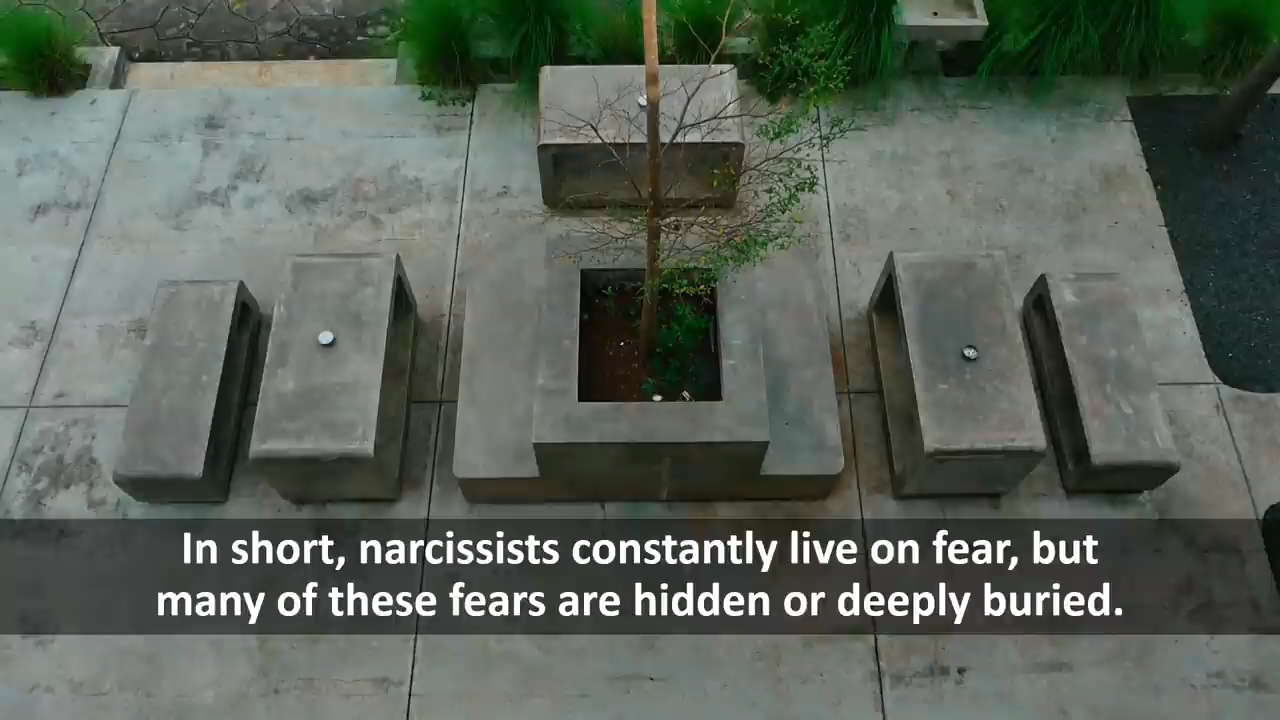 In short, narcissists constantly live on fear, but
many of these fears are hidden or deeply buried.